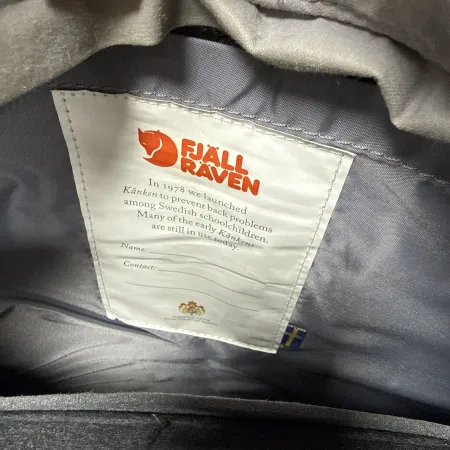 FJÄLL
RÄVEN
In 1978 we launched
Kånken to prevent back problems
among Swedish schoolchildren.
Many of the early Kånkens
are still in use today.
Name:
Contact: